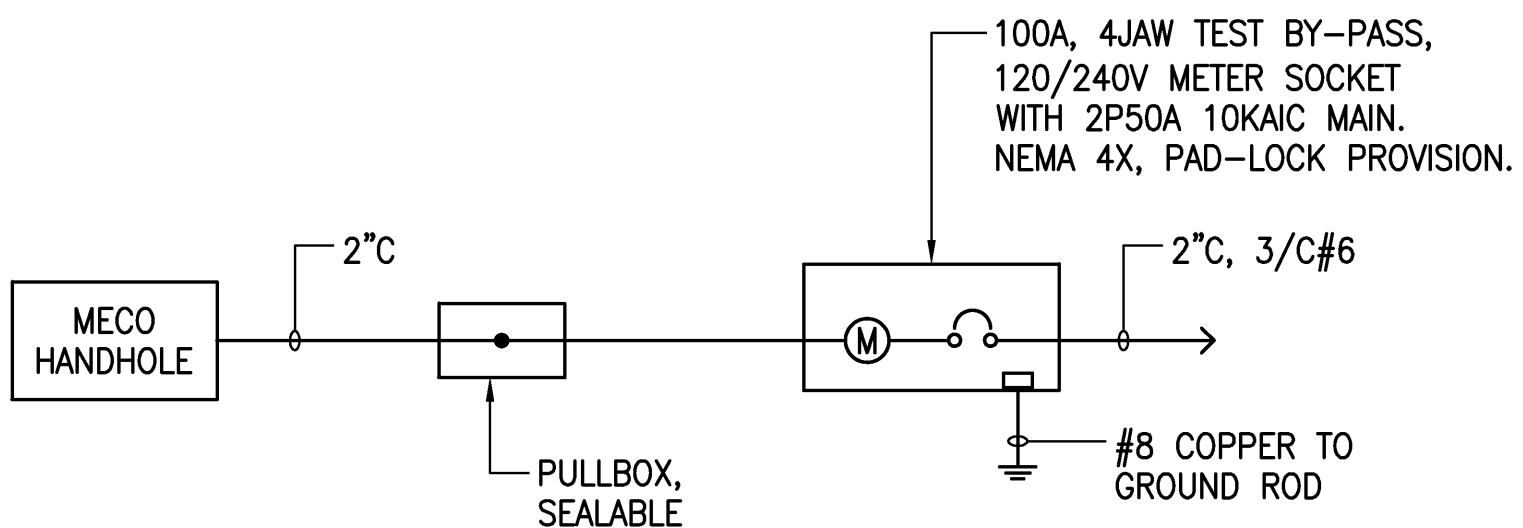 100A, 4JAW TEST BY-PASS,
120/240V METER SOCKET
WITH 2P50A 10KAIC MAIN.
NEMA 4X, PAD-LOCK PROVISION.
2"C
2"C, 3/C#6
MECO
HANDHOLE
M
#8 COPPER TO
GROUND ROD
PULLBOX,
SEALABLE